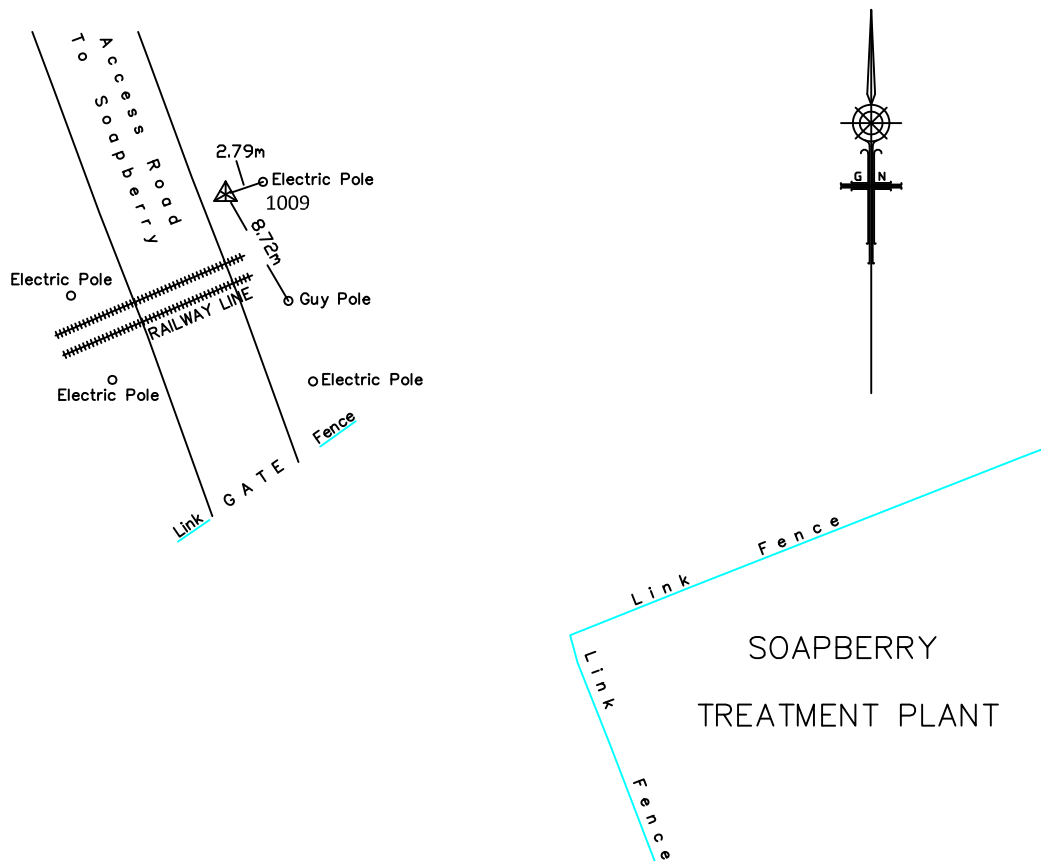 Access Road
To Soapberry
2.79m
Electric Pole
1009
8.72m
G N
Electric Pole
RAILWAY LINE
Guy Pole
Electric Pole
Electric Pole
Fence
GATE
Link
Link Fence
SOAPBERRY
TREATMENT PLANT
Link Fence